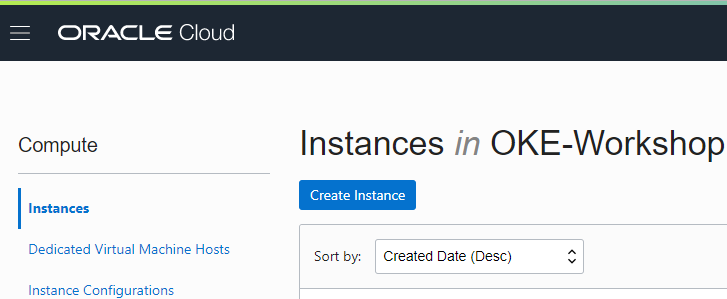 ORACLE Cloud
Compute
Instances in OKE-Workshop
Create Instance
Instances
Dedicated Virtual Machine Hosts
Sort by: Created Date (Desc)
Instance Configurations